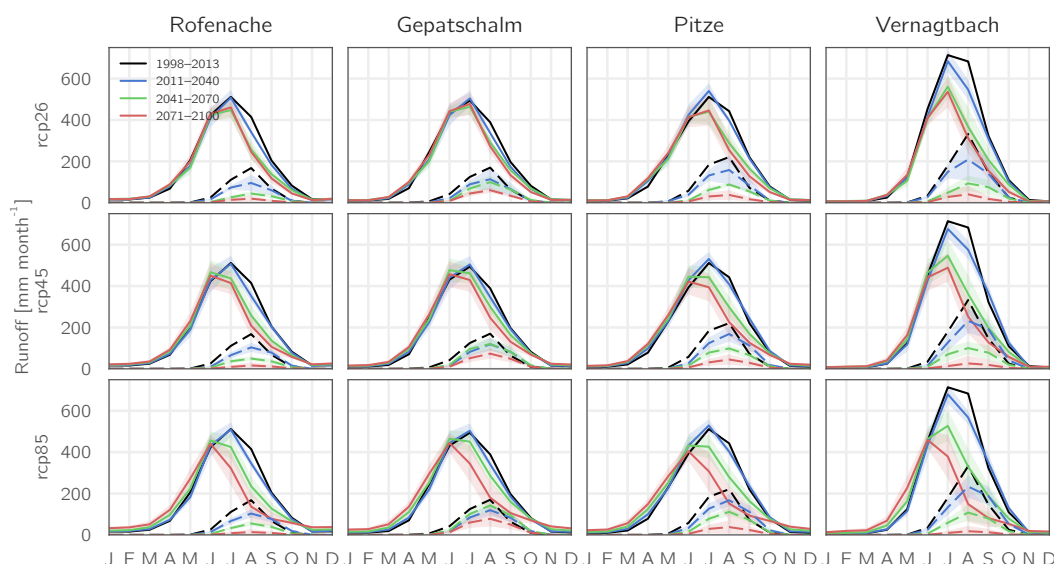 Rofenache Gepatschalm Pitze Vernagtbach
600
400
200
0
rcp26
1998–2013
2011–2040
2041–2070
2071–2100
600
400
200
0
rcp45
Runoff [mm month⁻¹]
600
400
200
0
rcp85
J F M A M J J A S O N D J F M A M J J A S O N D J F M A M J J A S O N D J F M A M J J A S O N D